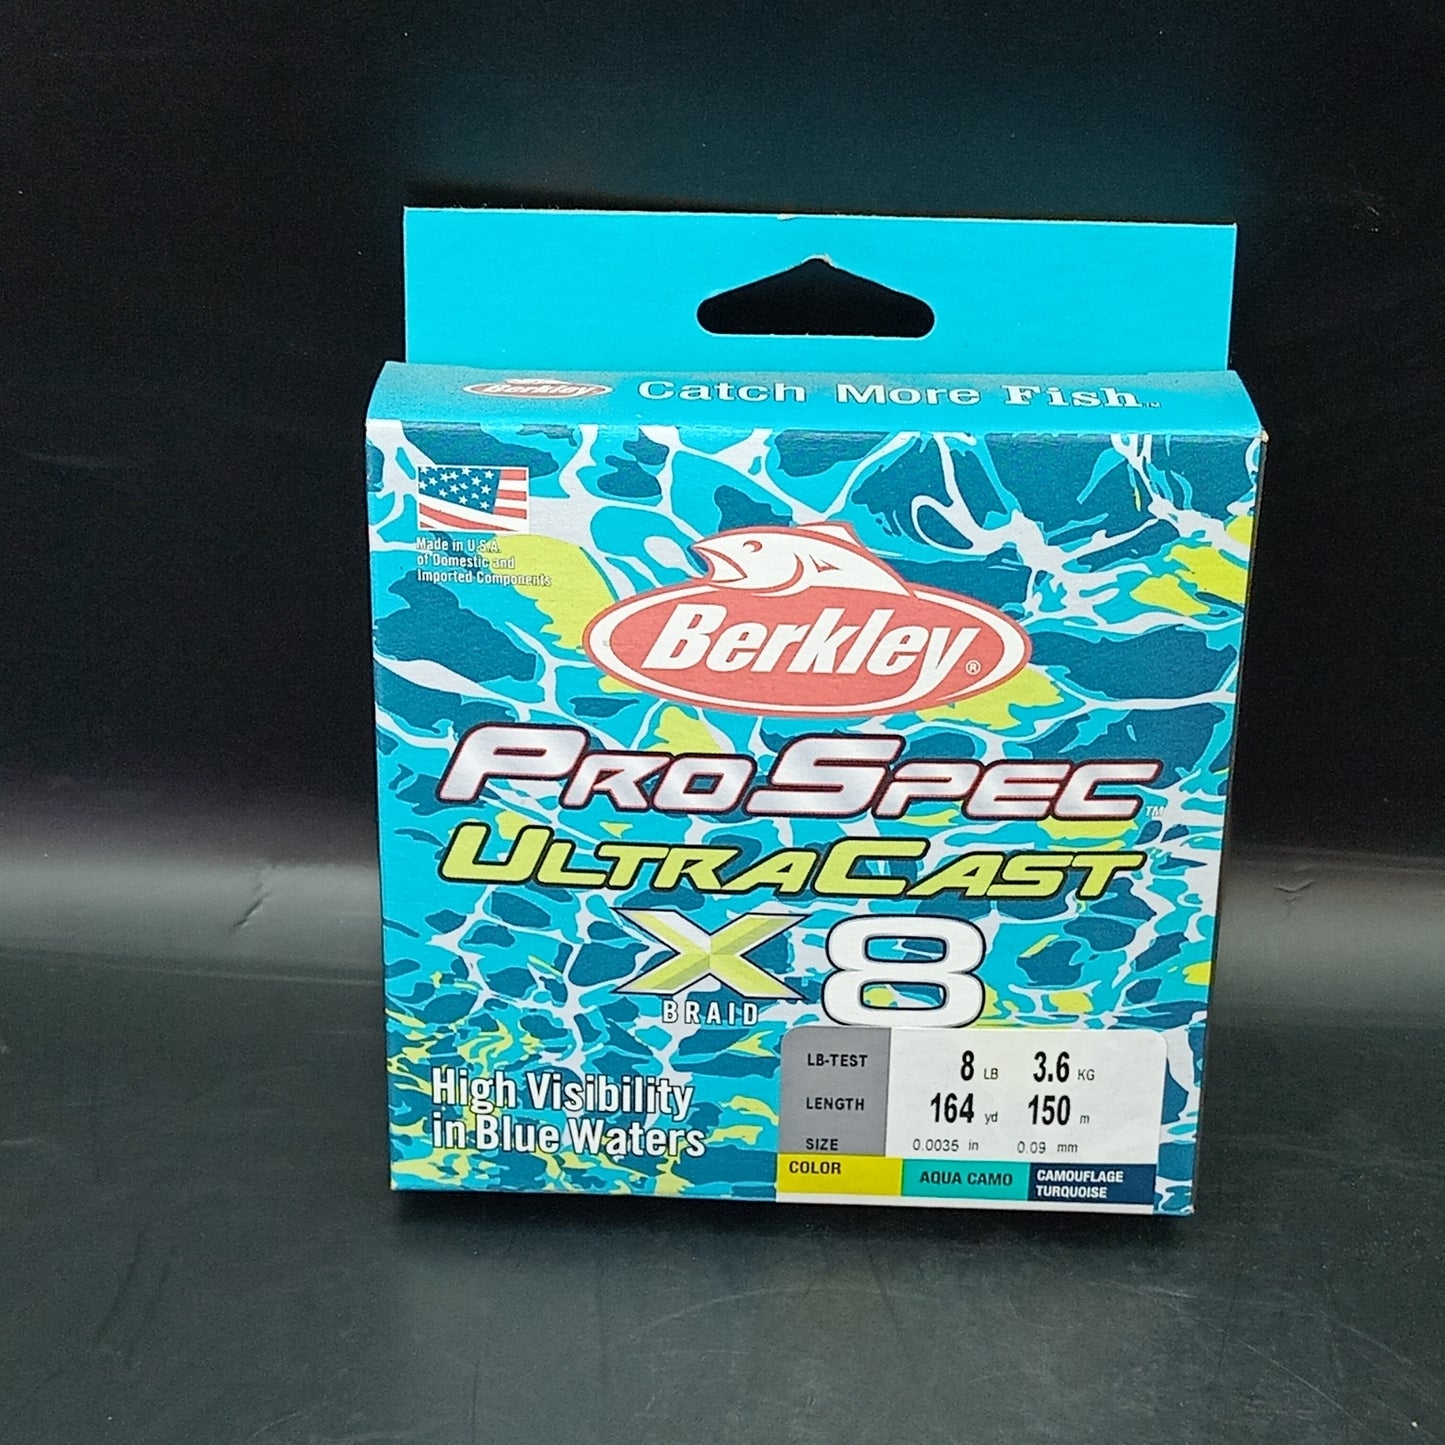 Berkley Catch More Fish™
Made in U.S.A.
of Domestic and
Imported Components
Berkley®
PROSPEC™
ULTRACAST
X8
BRAID
High Visibility
in Blue Waters
LB-TEST 8 LB 3.6 KG
LENGTH 164 yd 150 m
SIZE 0.0035 in 0.09 mm
COLOR AQUA CAMO CAMOUFLAGE
TURQUOISE